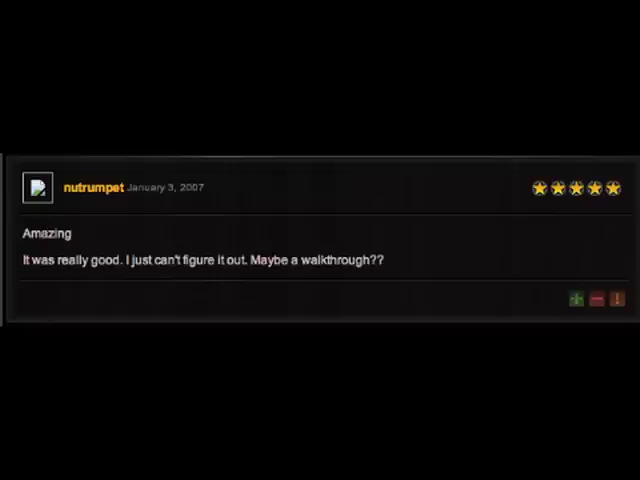 nutrumpet January 3, 2007
Amazing
It was really good. I just can't figure it out. Maybe a walkthrough??